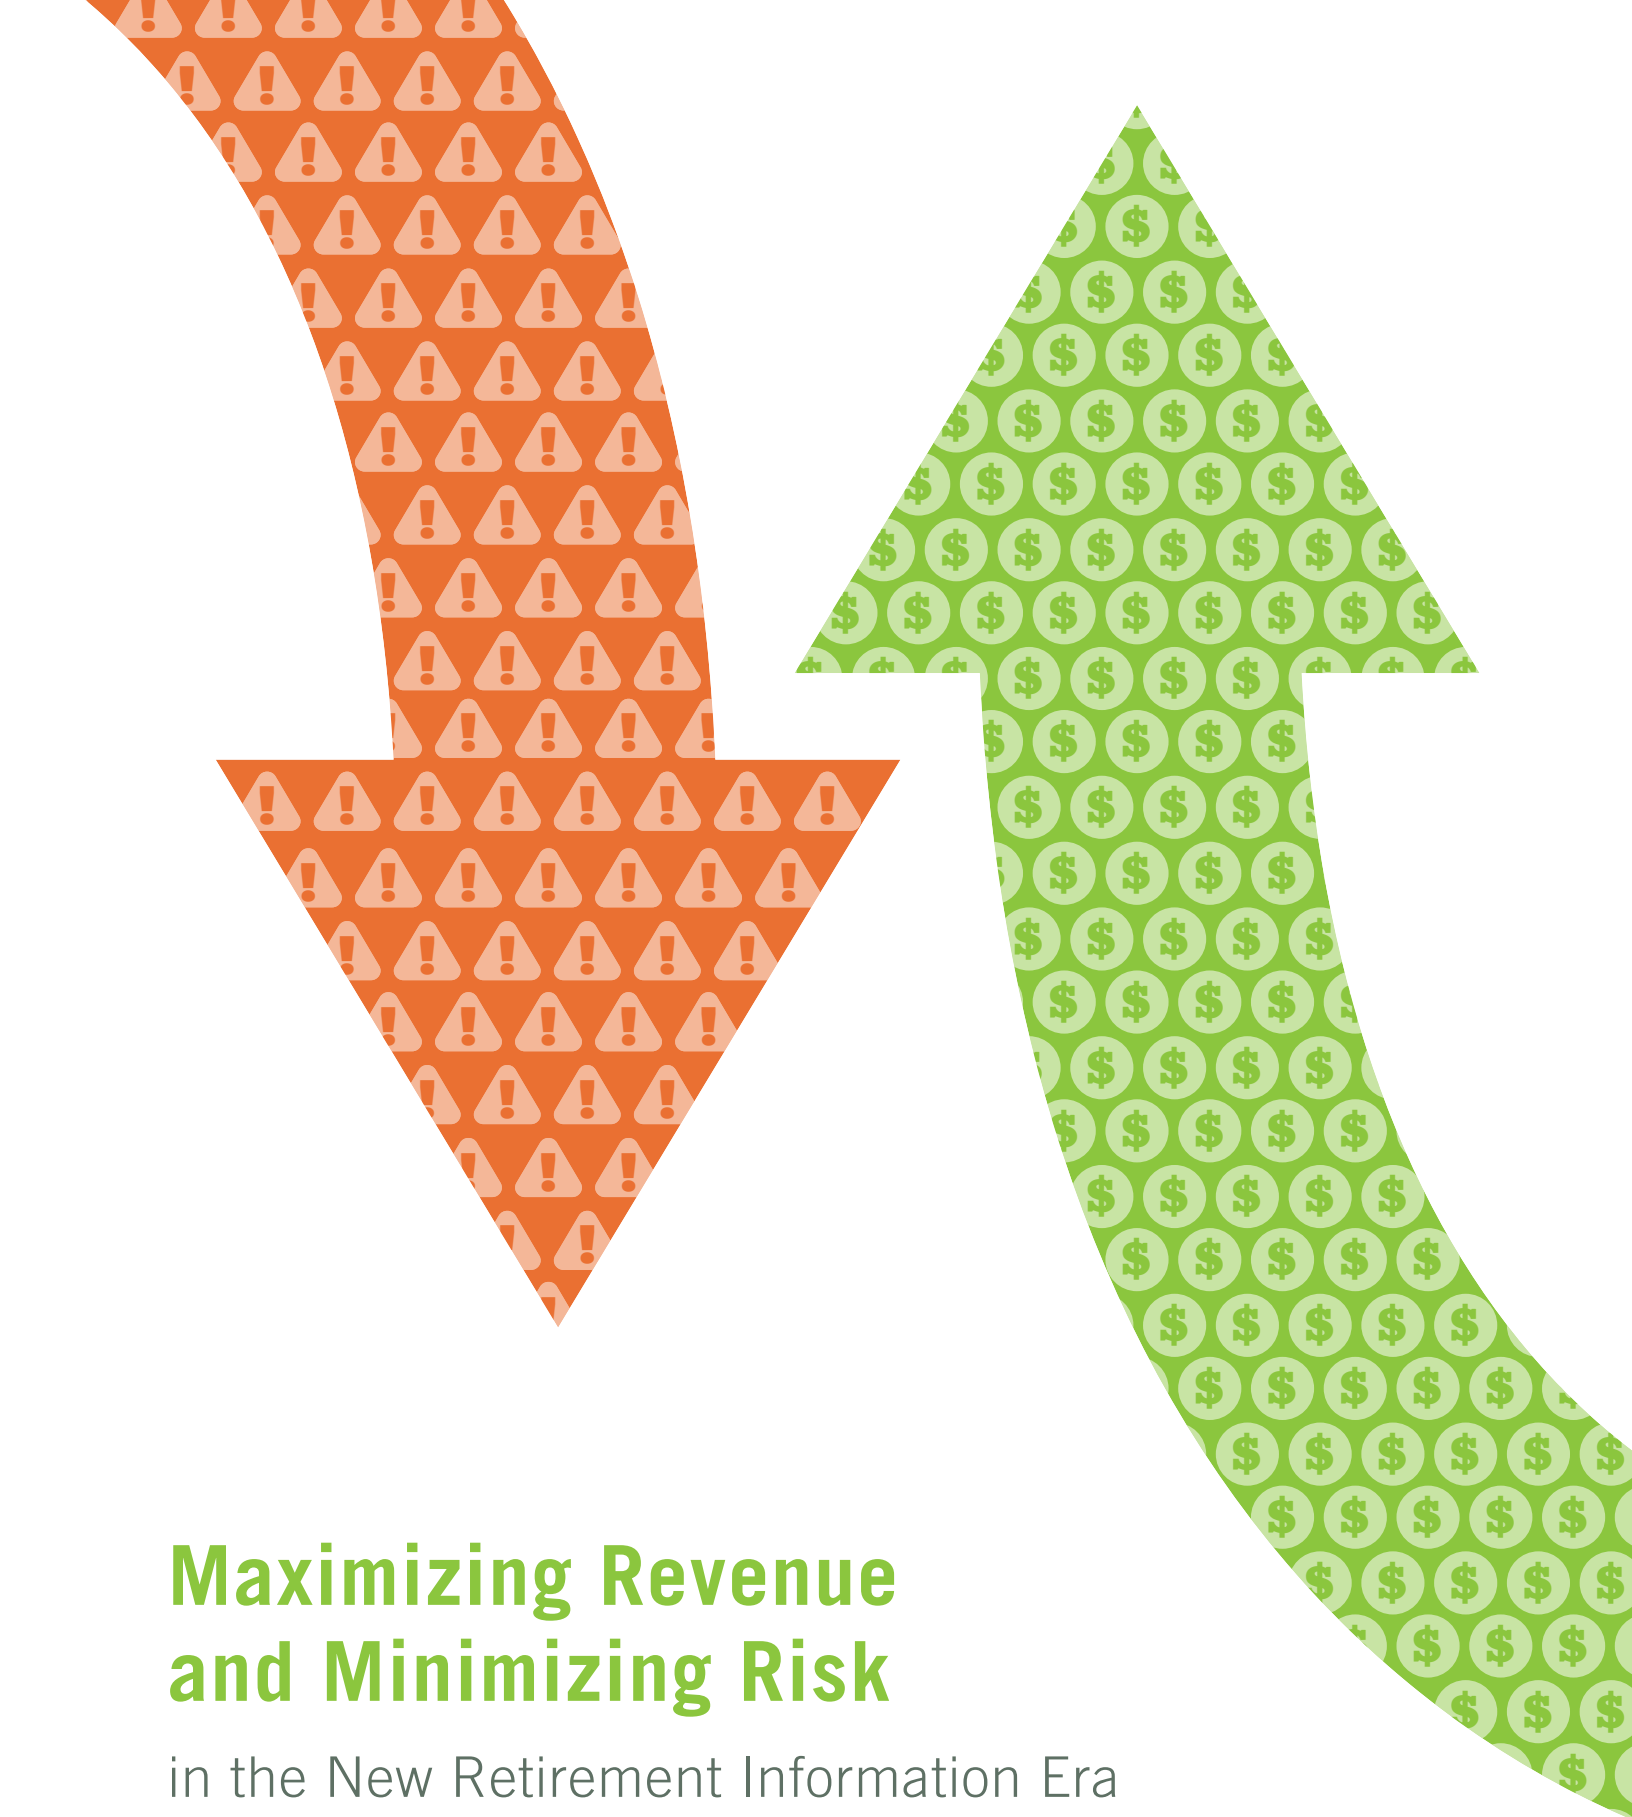 Maximizing Revenue
and Minimizing Risk
in the New Retirement Information Era